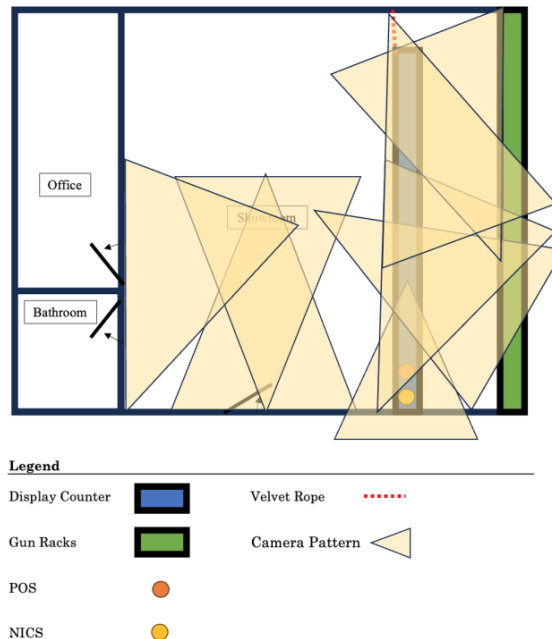 Office
Showroom
Bathroom
Legend
Display Counter
Velvet Rope
Gun Racks
Camera Pattern
POS
NICS